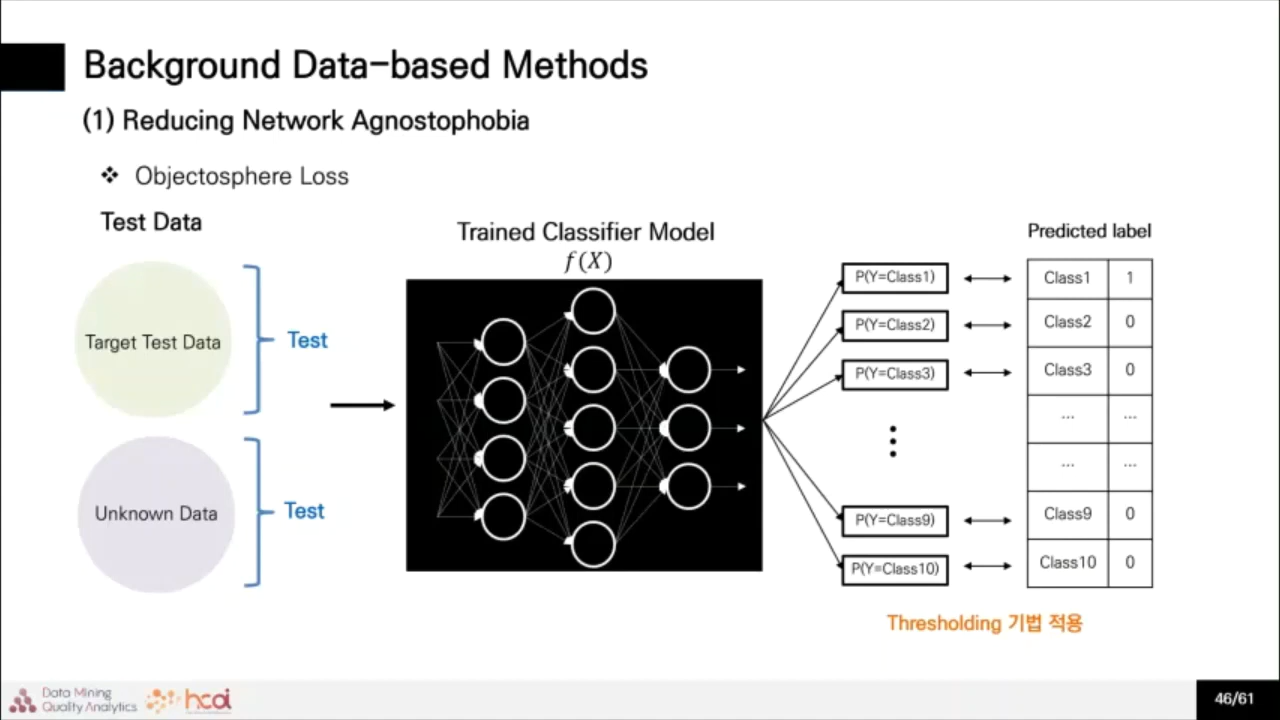 Background Data-based Methods
(1) Reducing Network Agnostophobia
❖ Objectosphere Loss
Test Data
Target Test Data
Test
Unknown Data
Test
Trained Classifier Model
f(X)
P(Y=Class1)
P(Y=Class2)
P(Y=Class3)
P(Y=Class9)
P(Y=Class10)
Predicted label
Class1 1
Class2 0
Class3 0
... ...
... ...
Class9 0
Class10 0
Thresholding 기법 적용
Data Mining
Quality Analytics
hcai
46/61